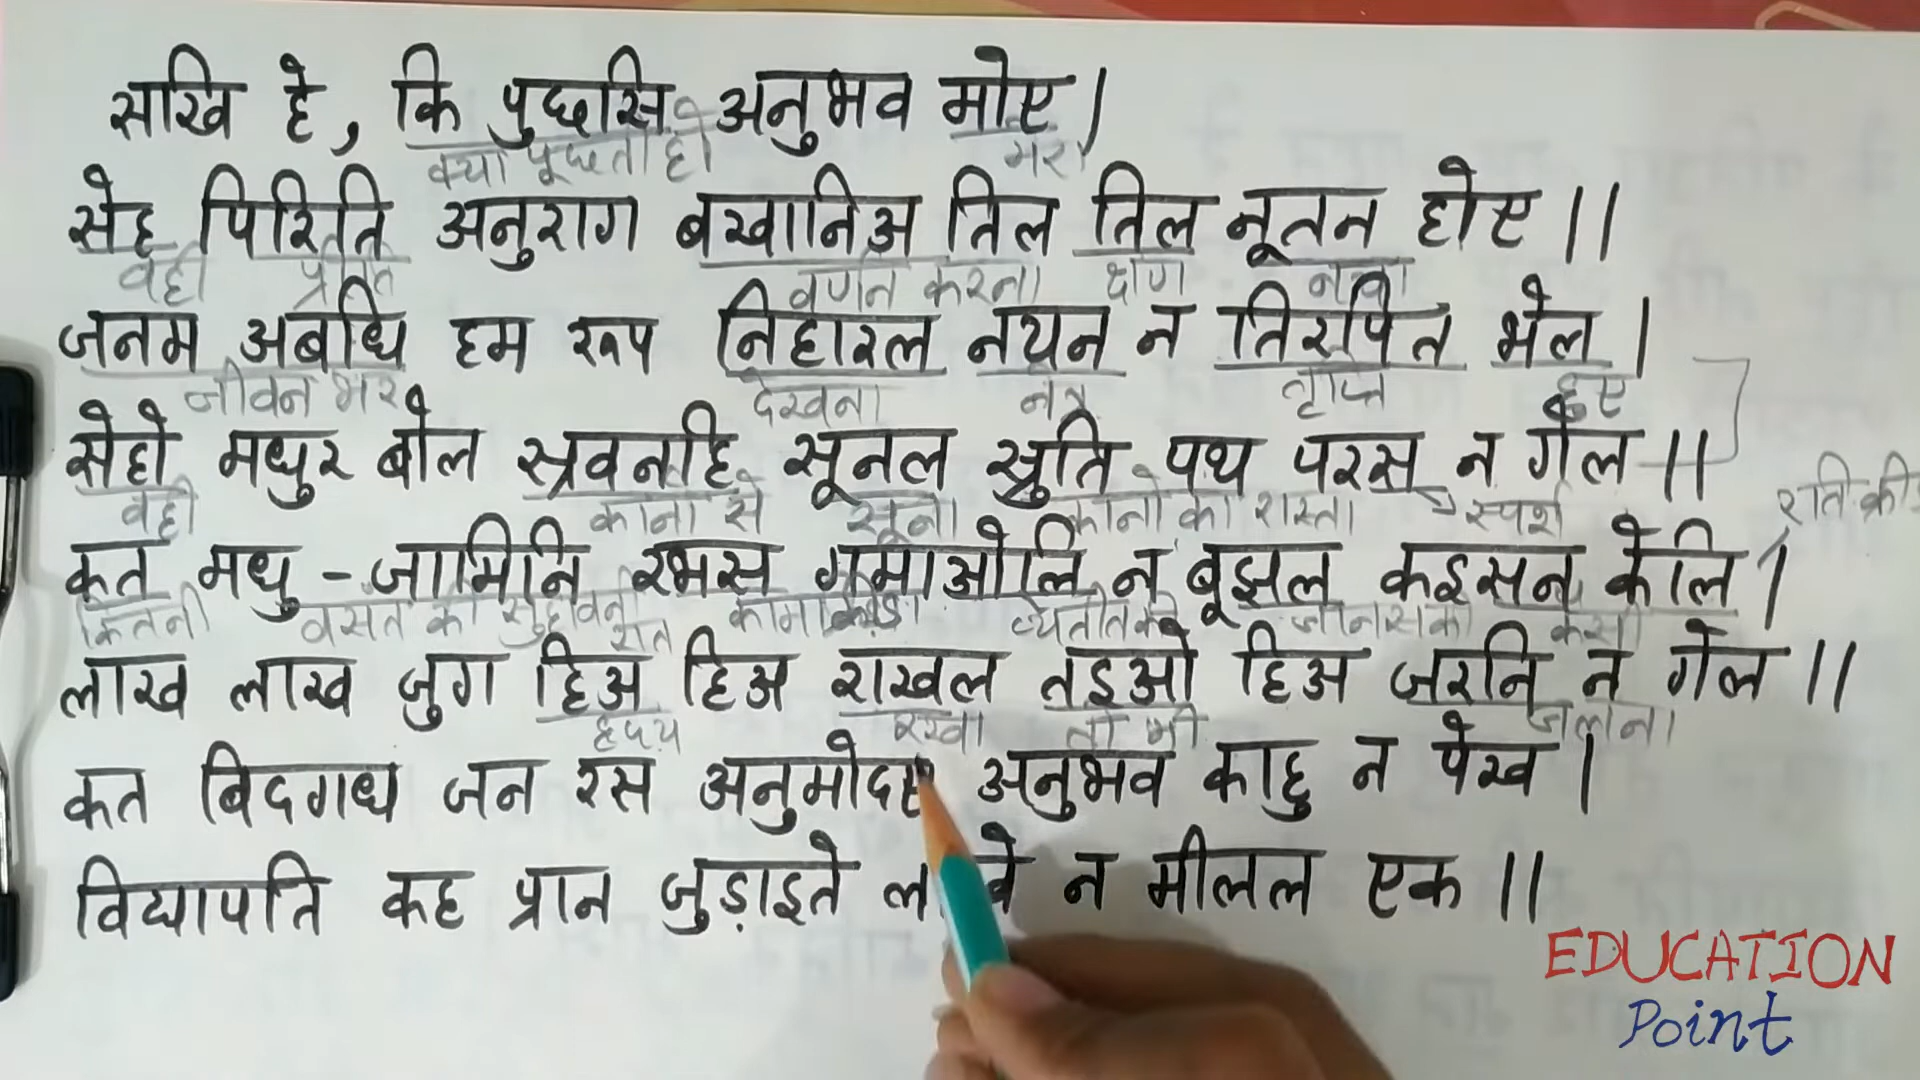 सखि हे, कि पुछसि अनुभव मोए।
क्या पूछती हो मेरा
सेह पिरिति अनुराग बखानिअ तिल तिल नूतन होए॥
वही प्रीत वर्णन करना क्षण नया
जनम अबधि हम रूप निहारल नयन न तिरपित भेल।
जीवन भर देखना नेत्र तृप्त हुए
सेहो मधुर बोल स्रवनहि सूनल स्रुति पथ परस न गेल॥
वही कानो से सुना कानो का रास्ता स्पर्श
कत मधु-जामिनि रभस गमाओलि न बूझल कइसन केलि।
कितनी वसंत की सुहावनी रात व्यतीत की कैसी
लाख लाख जुग हिअ हिअ राखल तइओ हिअ जरनि न गेल॥
हृदय रखा तो भी जलना
कत बिदगध जन रस अनुमोदए अनुभव काहु न पेख।
विद्यापति कह प्रान जुड़ाइते न मीलल एक॥
EDUCATION
Point